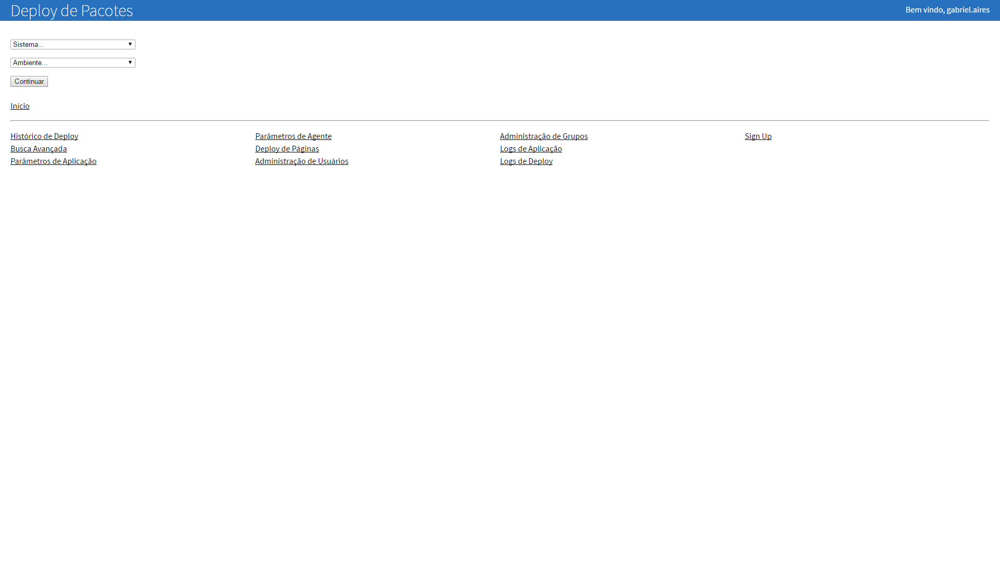 Deploy de Pacotes
Bem vindo, gabriel.aires
Sistema...
Ambiente...
Continuar
Início
Histórico de Deploy
Busca Avançada
Parâmetros de Aplicação
Parâmetros de Agente
Deploy de Páginas
Administração de Usuários
Administração de Grupos
Logs de Aplicação
Logs de Deploy
Sign Up